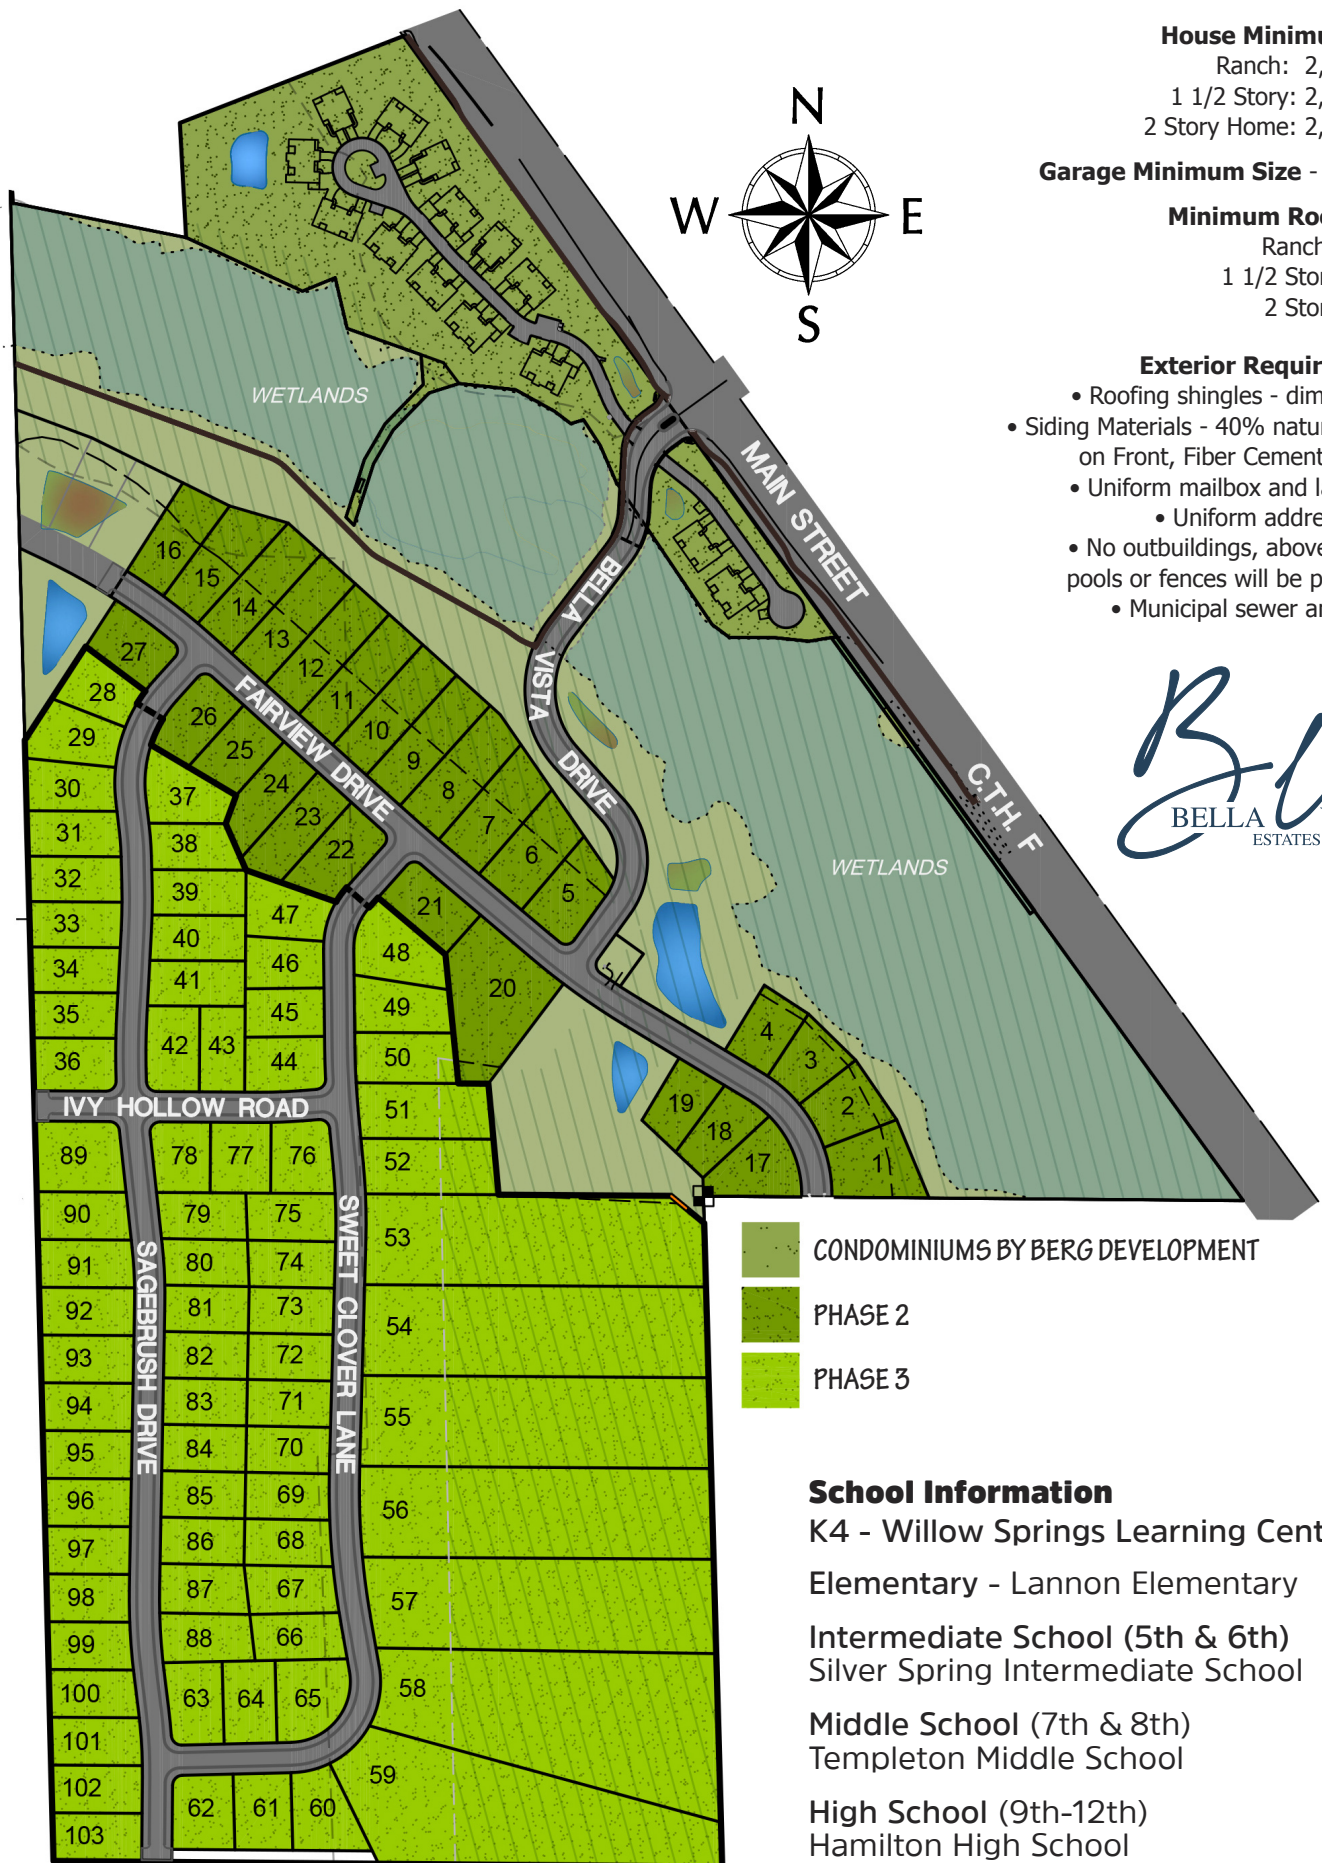 House Minimu
Ranch: 2,
1 1/2 Story: 2,
2 Story Home: 2,
Garage Minimum Size -
Minimum Roo
Ranch
1 1/2 Stor
2 Stor
Exterior Requir
• Roofing shingles - dim
• Siding Materials - 40% natur
on Front, Fiber Cement
• Uniform mailbox and la
• Uniform addre
• No outbuildings, above
pools or fences will be p
• Municipal sewer an
N
W
E
S
BELLA
ESTATES
WETLANDS
WETLANDS
MAIN STREET
C.T.H. F
BELLA VISTA DRIVE
FAIRVIEW DRIVE
IVY HOLLOW ROAD
SAGEBRUSH DRIVE
SWEET CLOVER LANE
1
2
3
4
5
6
7
8
9
10
11
12
13
14
15
16
17
18
19
20
21
22
23
24
25
26
27
28
29
30
31
32
33
34
35
36
37
38
39
40
41
42
43
44
45
46
47
48
49
50
51
52
53
54
55
56
57
58
59
60
61
62
63
64
65
66
67
68
69
70
71
72
73
74
75
76
77
78
79
80
81
82
83
84
85
86
87
88
89
90
91
92
93
94
95
96
97
98
99
100
101
102
103
CONDOMINIUMS BY BERG DEVELOPMENT
PHASE 2
PHASE 3
School Information
K4 - Willow Springs Learning Cent
Elementary - Lannon Elementary
Intermediate School (5th & 6th)
Silver Spring Intermediate School
Middle School (7th & 8th)
Templeton Middle School
High School (9th-12th)
Hamilton High School